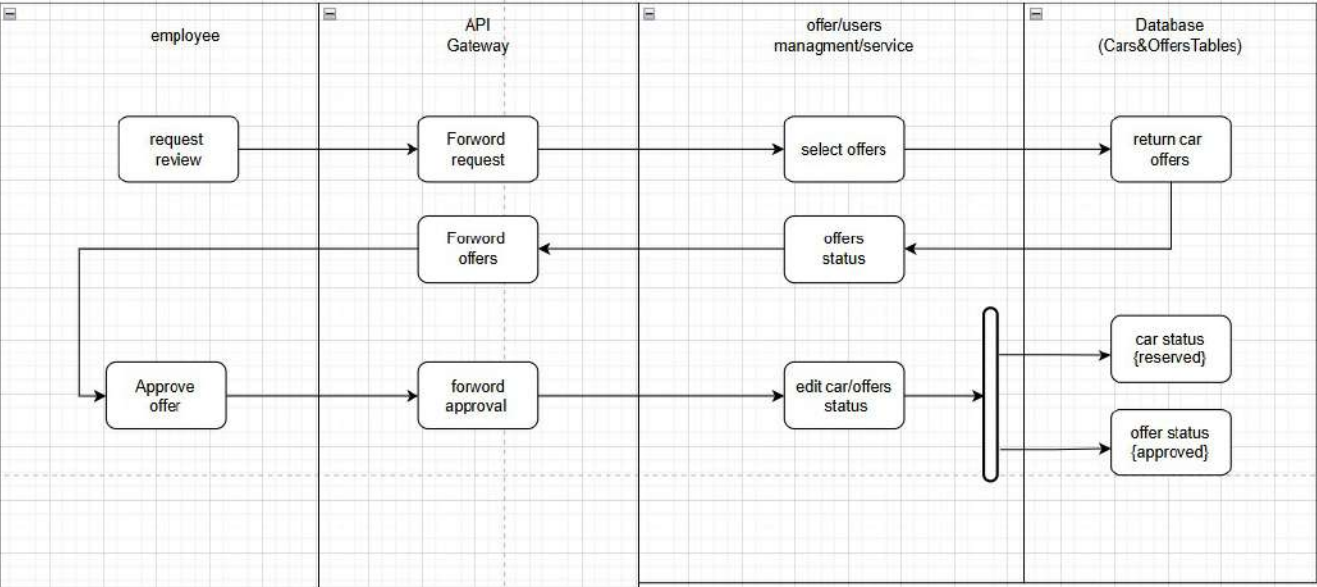 employee
API
Gateway
offer/users
managment/service
Database
(Cars&OffersTables)
request
review
Forword
request
select offers
return car
offers
Forword
offers
offers
status
Approve
offer
forword
approval
edit car/offers
status
car status
{reserved}
offer status
{approved}